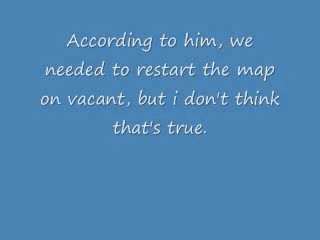 According to him, we
needed to restart the map
on vacant, but i don't think
that's true.